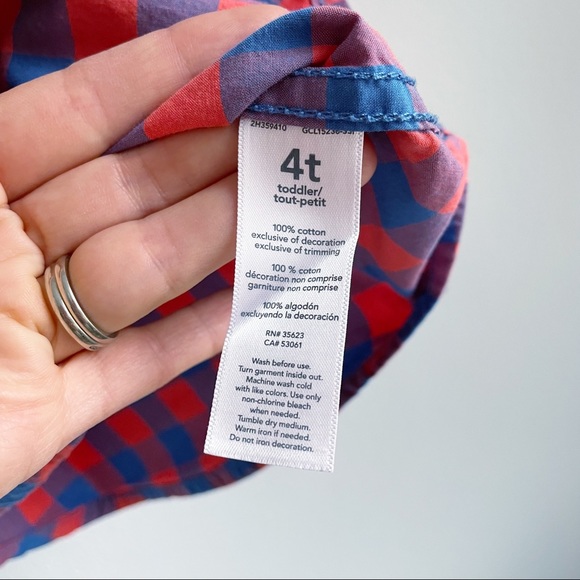 2H359410
4t
toddler/
tout-petit
100% cotton
exclusive of decoration
exclusive of trimming
100 % coton
décoration non comprise
garniture non comprise
100% algodón
excluyendo la decoración
RN# 35623
CA# 53061
Wash before use.
Turn garment inside out.
Machine wash cold
with like colors. Use only
non-chlorine bleach
when needed.
Tumble dry medium.
Warm iron if needed.
Do not iron decoration.